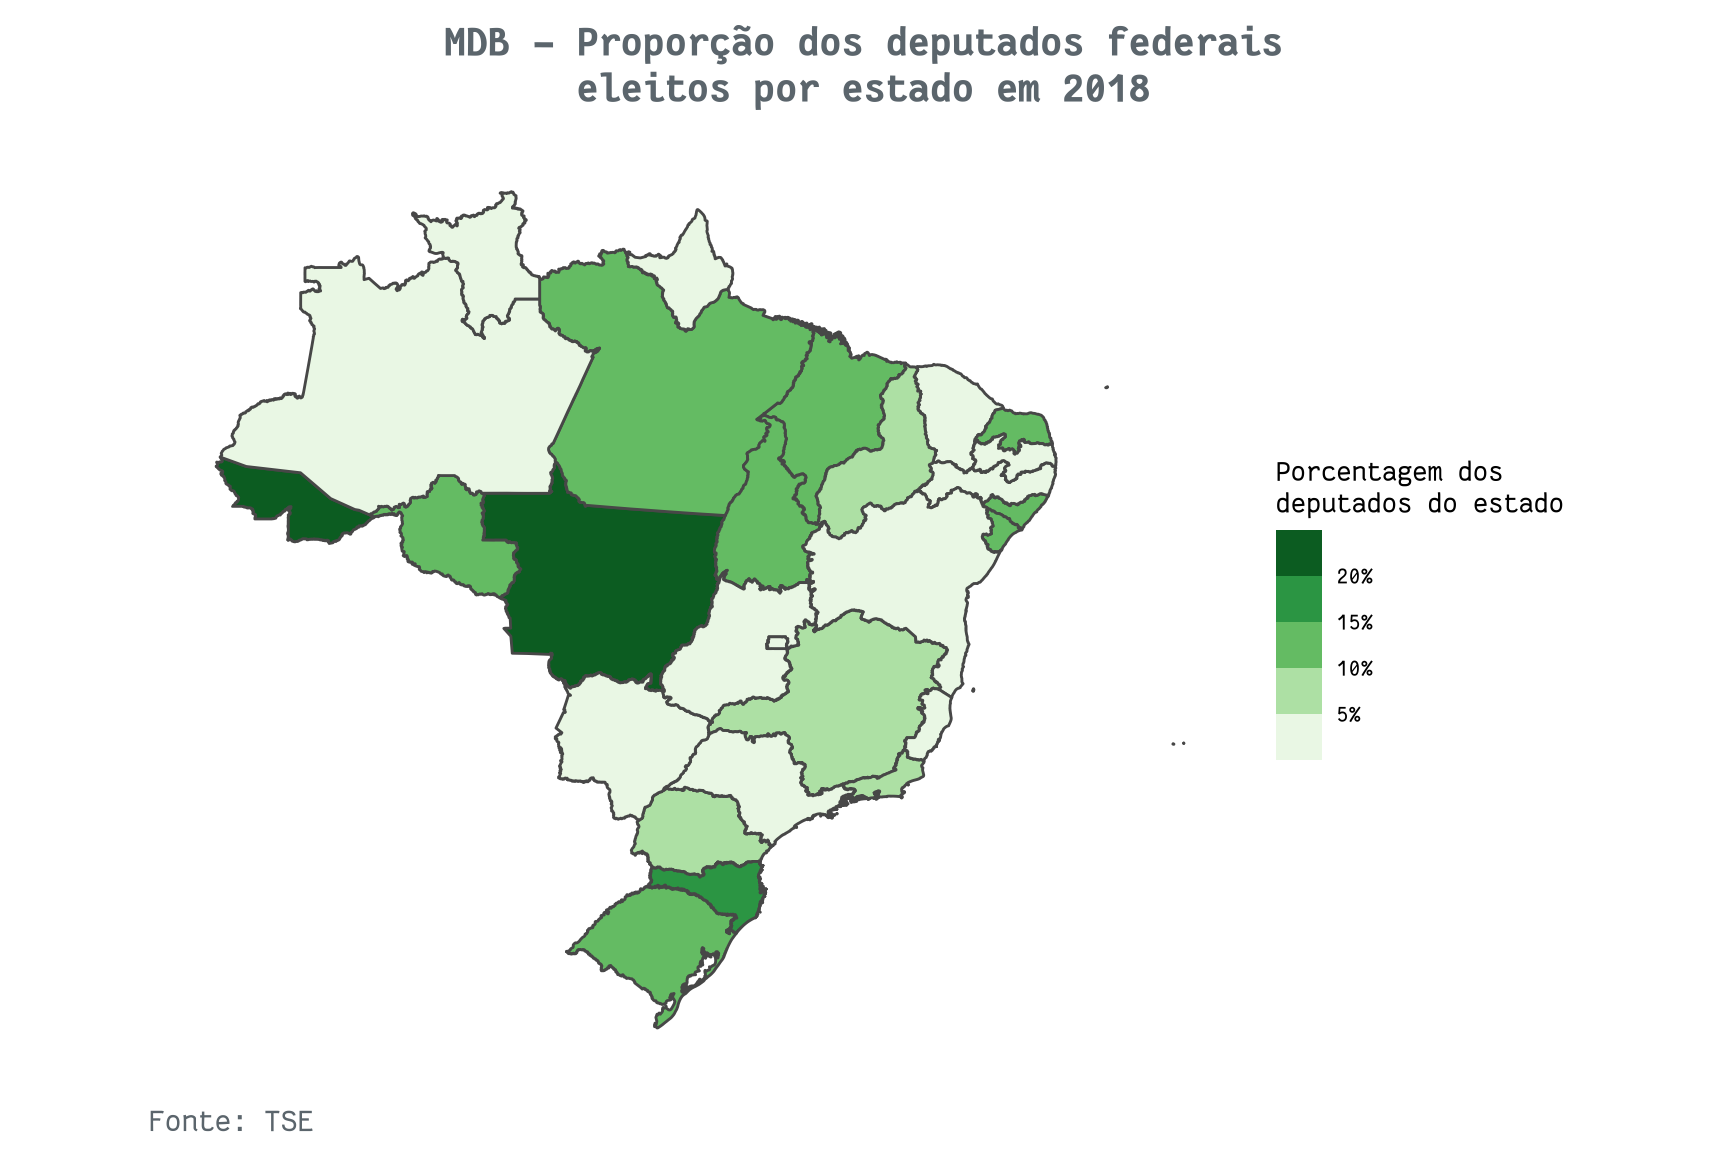 MDB – Proporção dos deputados federais
eleitos por estado em 2018
Porcentagem dos
deputados do estado
20%
15%
10%
5%
Fonte: TSE